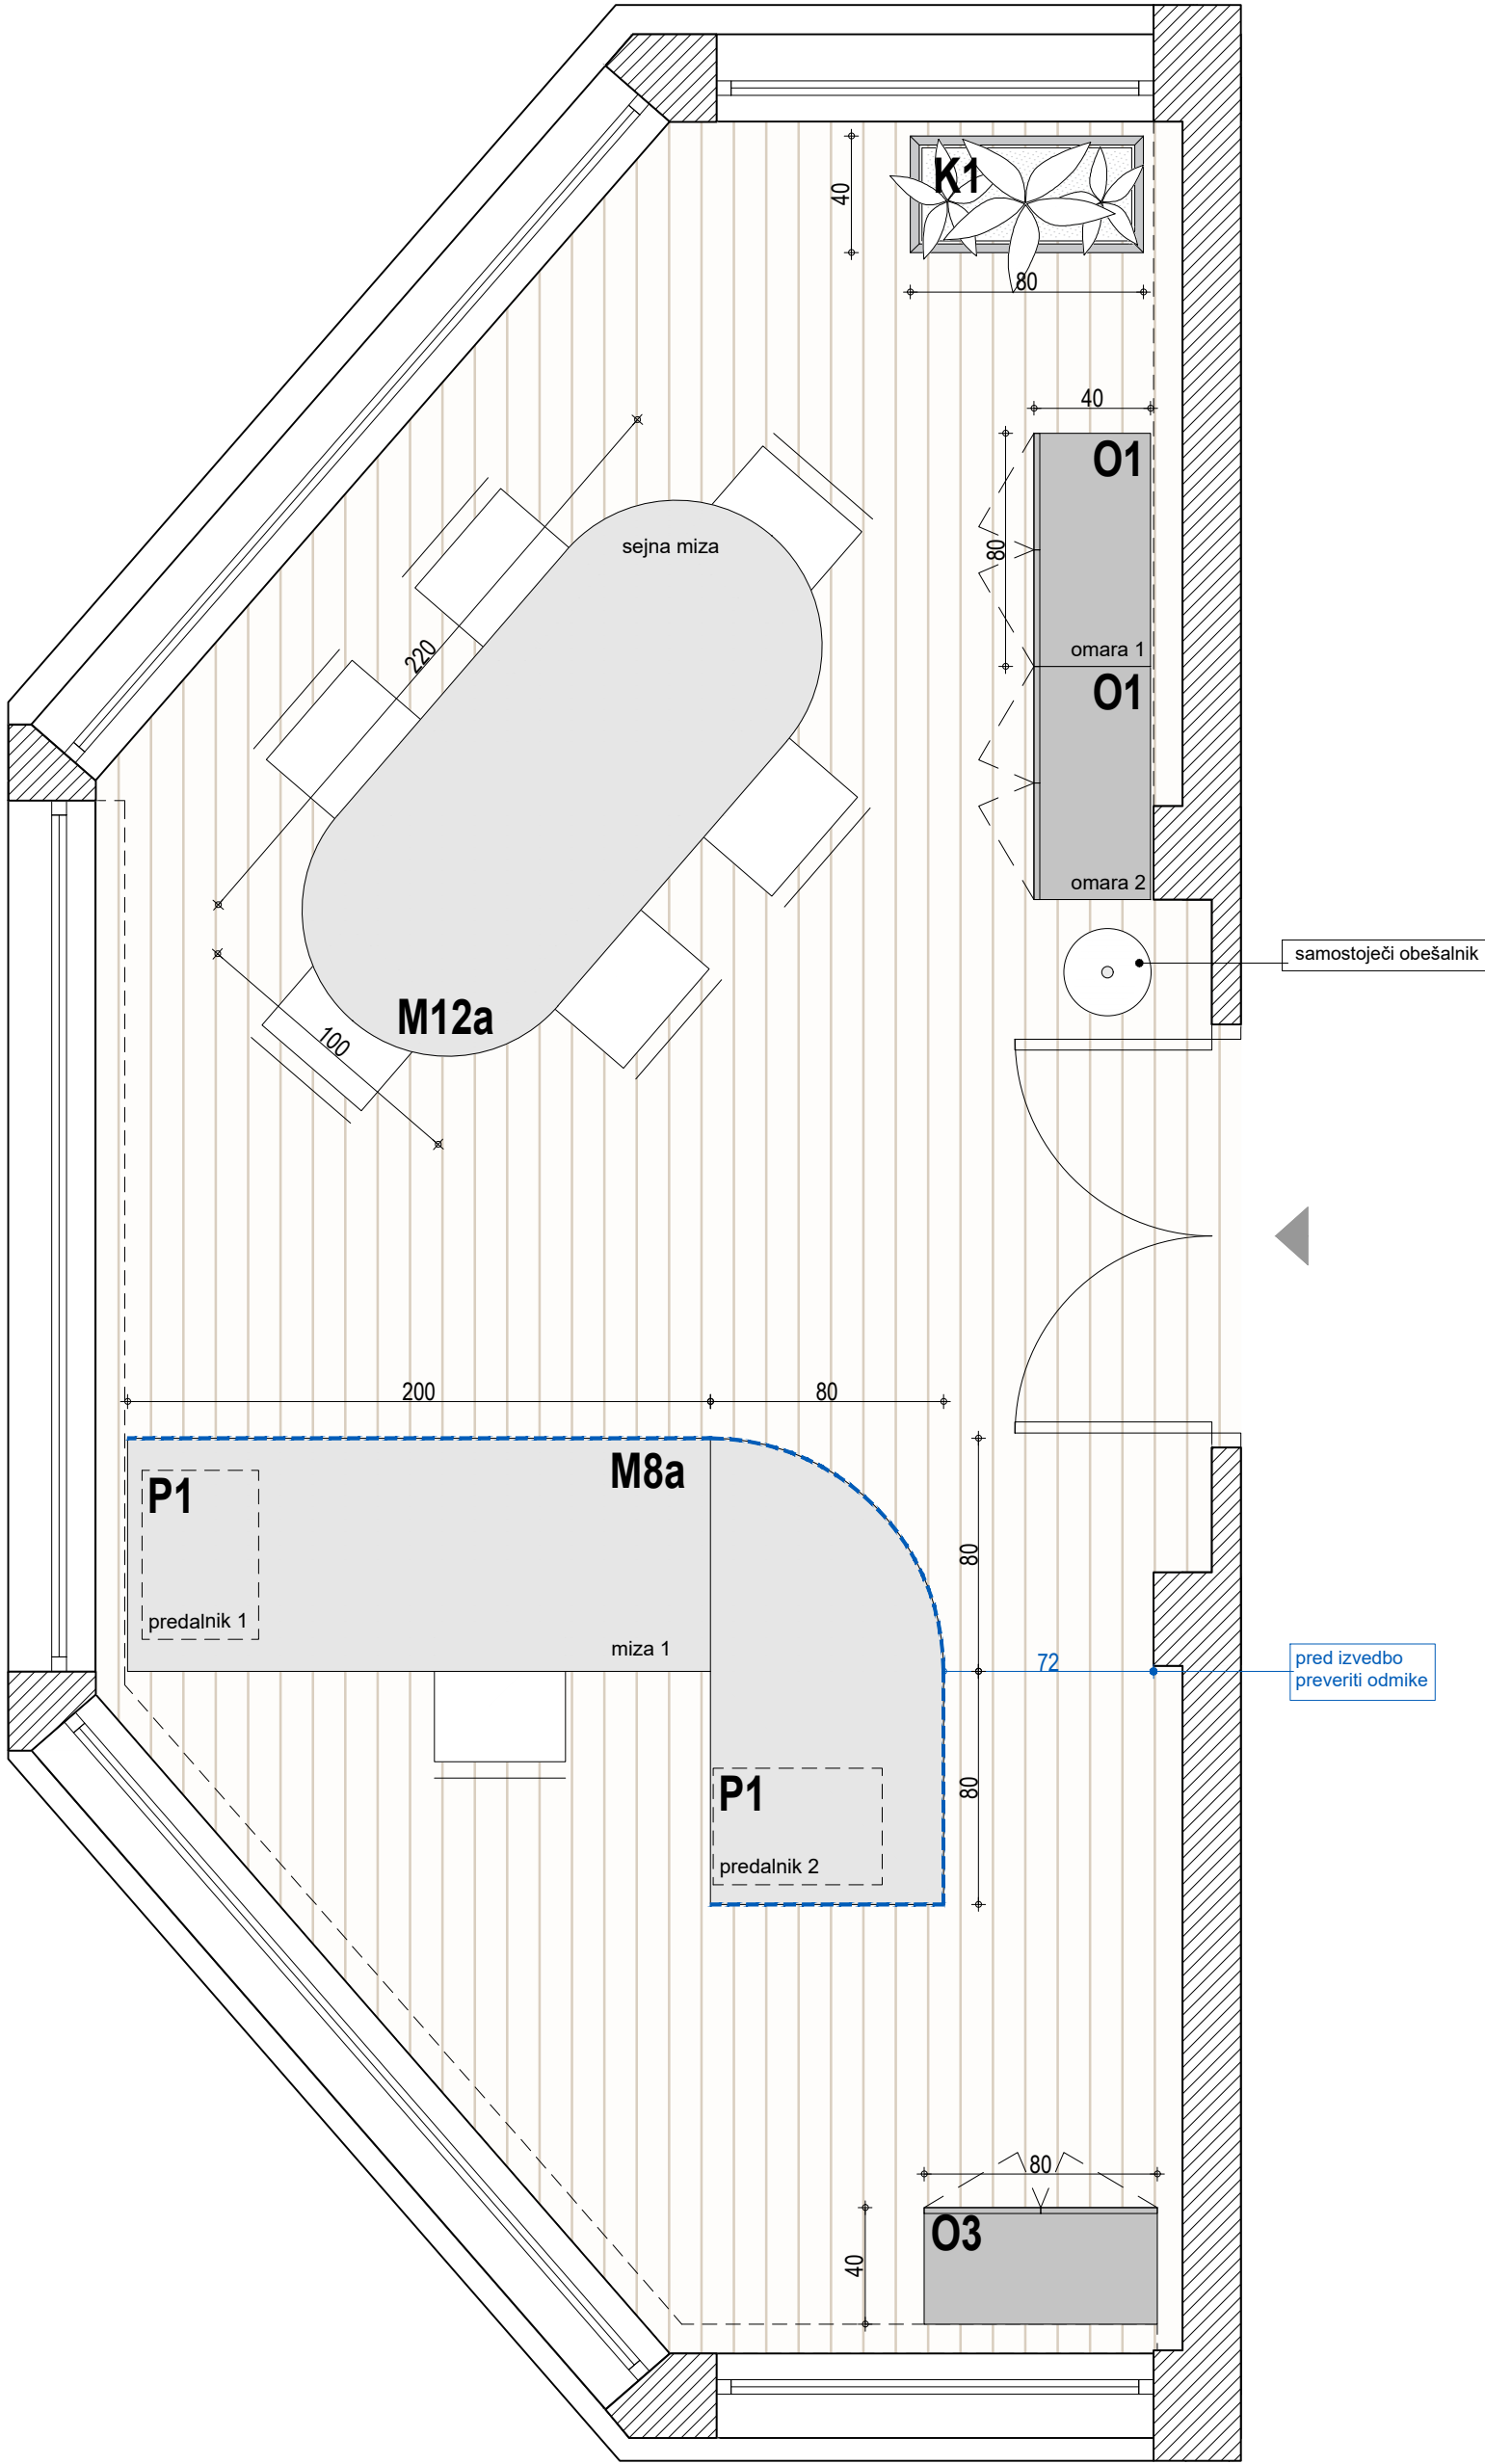 K1
40
80
40
O1
80
omara 1
O1
omara 2
sejna miza
220
M12a
100
samostoječi obešalnik
200
80
M8a
P1
predalnik 1
miza 1
80
72
pred izvedbo
preveriti odmike
80
P1
predalnik 2
80
O3
40